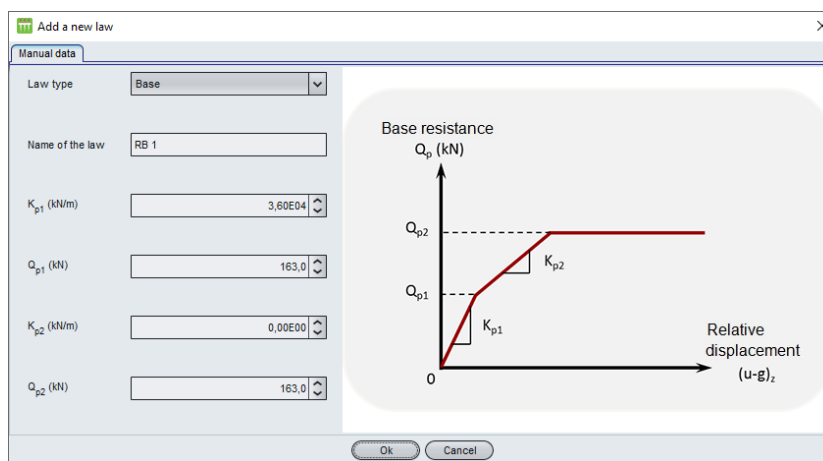 Add a new law
Manual data
Law type
Base
Name of the law
RB 1
Kp1 (kN/m)
3,60E04
Qp1 (kN)
163,0
Kp2 (kN/m)
0,00E00
Qp2 (kN)
163,0
Base resistance
Qp (kN)
Qp2
Kp2
Qp1
Kp1
Relative
displacement
(u-g)z
0
Ok
Cancel